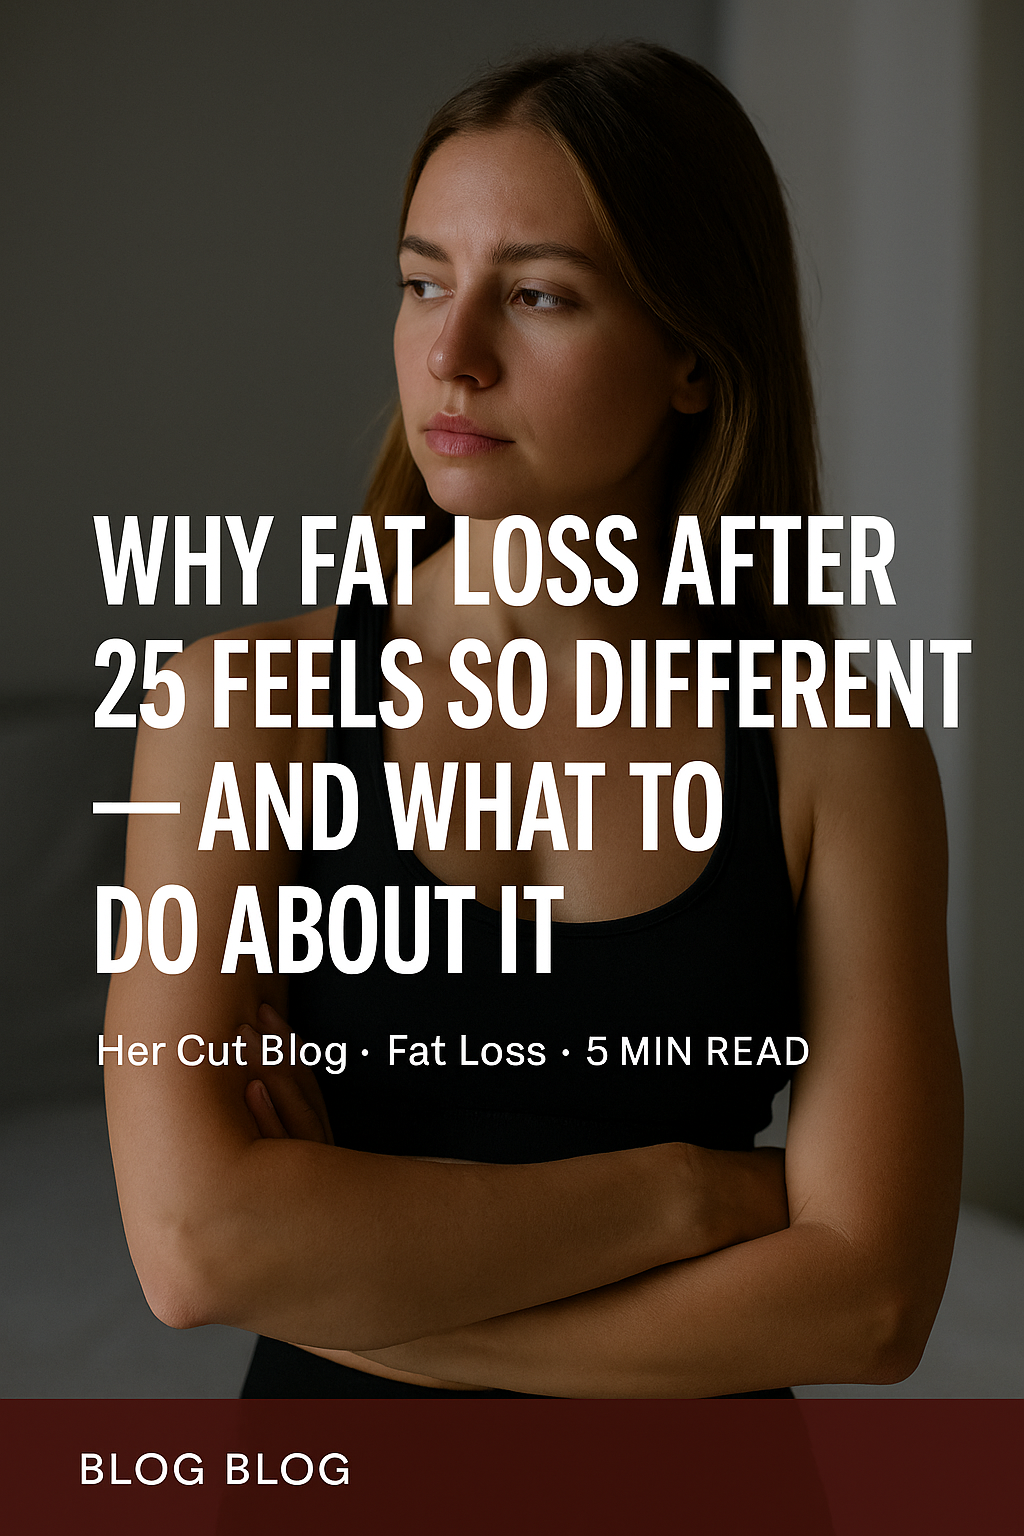 WHY FAT LOSS AFTER
25 FEELS SO DIFFERENT
— AND WHAT TO
DO ABOUT IT
Her Cut Blog · Fat Loss · 5 MIN READ
BLOG BLOG